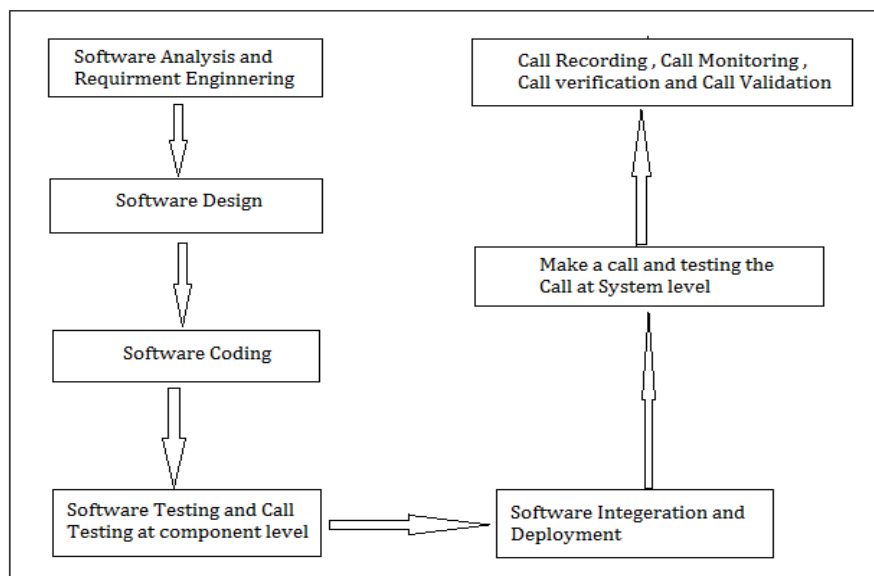 Software Analysis and
Requirment Enginnering
Software Design
Software Coding
Software Testing and Call
Testing at component level
Software Integeration and
Deployment
Make a call and testing the
Call at System level
Call Recording , Call Monitoring ,
Call verification and Call Validation